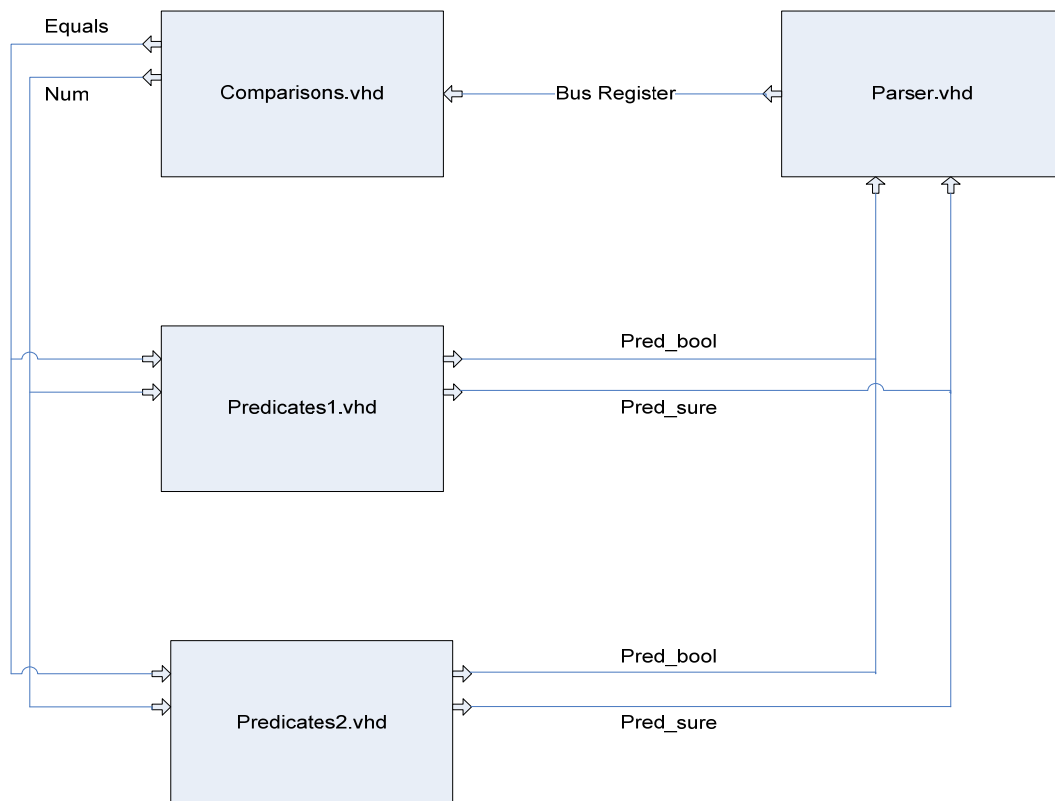 Equals
Num
Comparisons.vhd
Bus Register
Parser.vhd
Pred_bool
Predicates1.vhd
Pred_sure
Pred_bool
Predicates2.vhd
Pred_sure